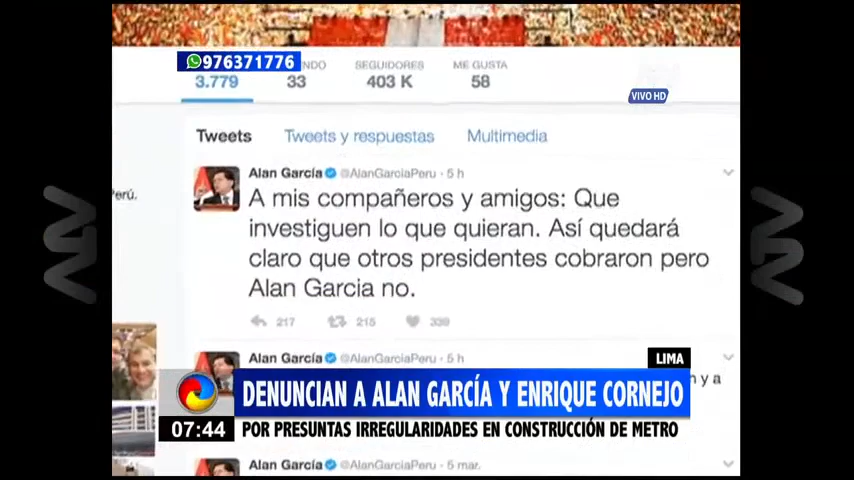 976371776
NDO
SEGUIDORES
ME GUSTA
3.779
33
403 K
58
VIVO HD
Tweets
Tweets y respuestas
Multimedia
Alan García @AlanGarciaPeru · 5 h
Perú.
A mis compañeros y amigos: Que
investiguen lo que quieran. Así quedará
claro que otros presidentes cobraron pero
Alan Garcia no.
217
215
339
LIMA
Alan García @AlanGarciaPeru · 5 h
n y a
DENUNCIAN A ALAN GARCÍA Y ENRIQUE CORNEJO
07:44
POR PRESUNTAS IRREGULARIDADES EN CONSTRUCCIÓN DE METRO
Alan García @AlanGarciaPeru · 5 mar.